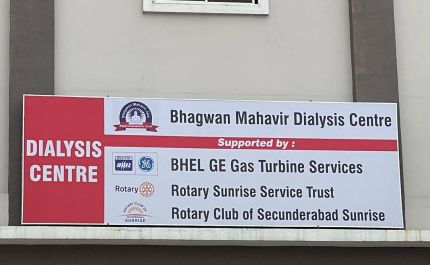 DIALYSIS
CENTRE
Bhagwan Mahavir Dialysis Centre
Supported by :
BHEL GE Gas Turbine Services
Rotary
Rotary Sunrise Service Trust
SUNRISE
Rotary Club of Secunderabad Sunrise